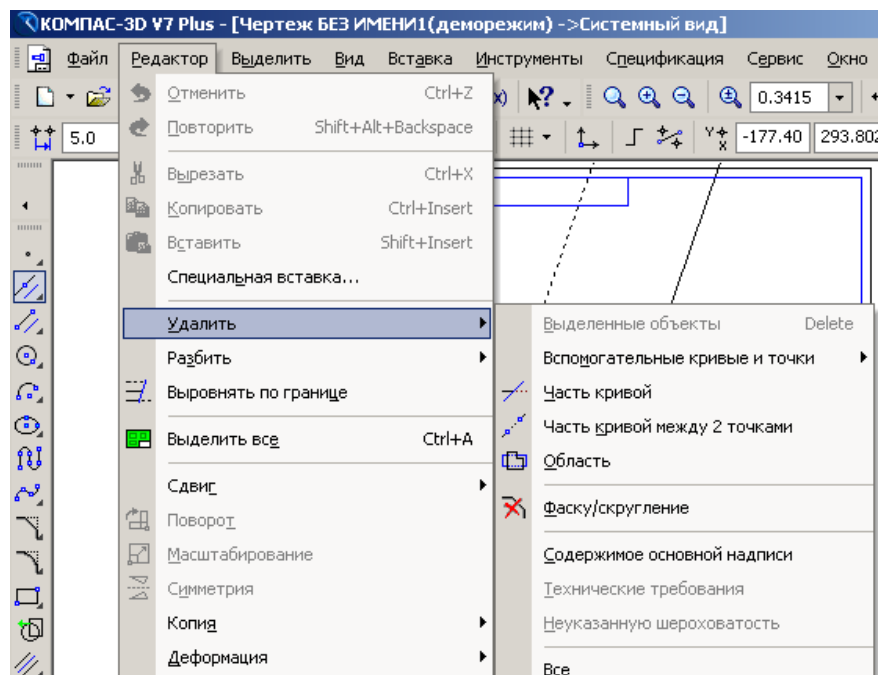 КОМПАС-3D V7 Plus - [Чертеж БЕЗ ИМЕНИ1(деморежим) ->Системный вид]
Файл Редактор Выделить Вид Вставка Инструменты Спецификация Сервис Окно
0.3415
5.0 -177.40 293.802
Отменить Ctrl+Z
Повторить Shift+Alt+Backspace
Вырезать Ctrl+X
Копировать Ctrl+Insert
Вставить Shift+Insert
Специальная вставка...
Удалить
Разбить
Выровнять по границе
Выделить все Ctrl+A
Сдвиг
Поворот
Масштабирование
Симметрия
Копия
Деформация
Выделенные объекты Delete
Вспомогательные кривые и точки
Часть кривой
Часть кривой между 2 точками
Область
Фаску/скругление
Содержимое основной надписи
Технические требования
Неуказанную шероховатость
Все